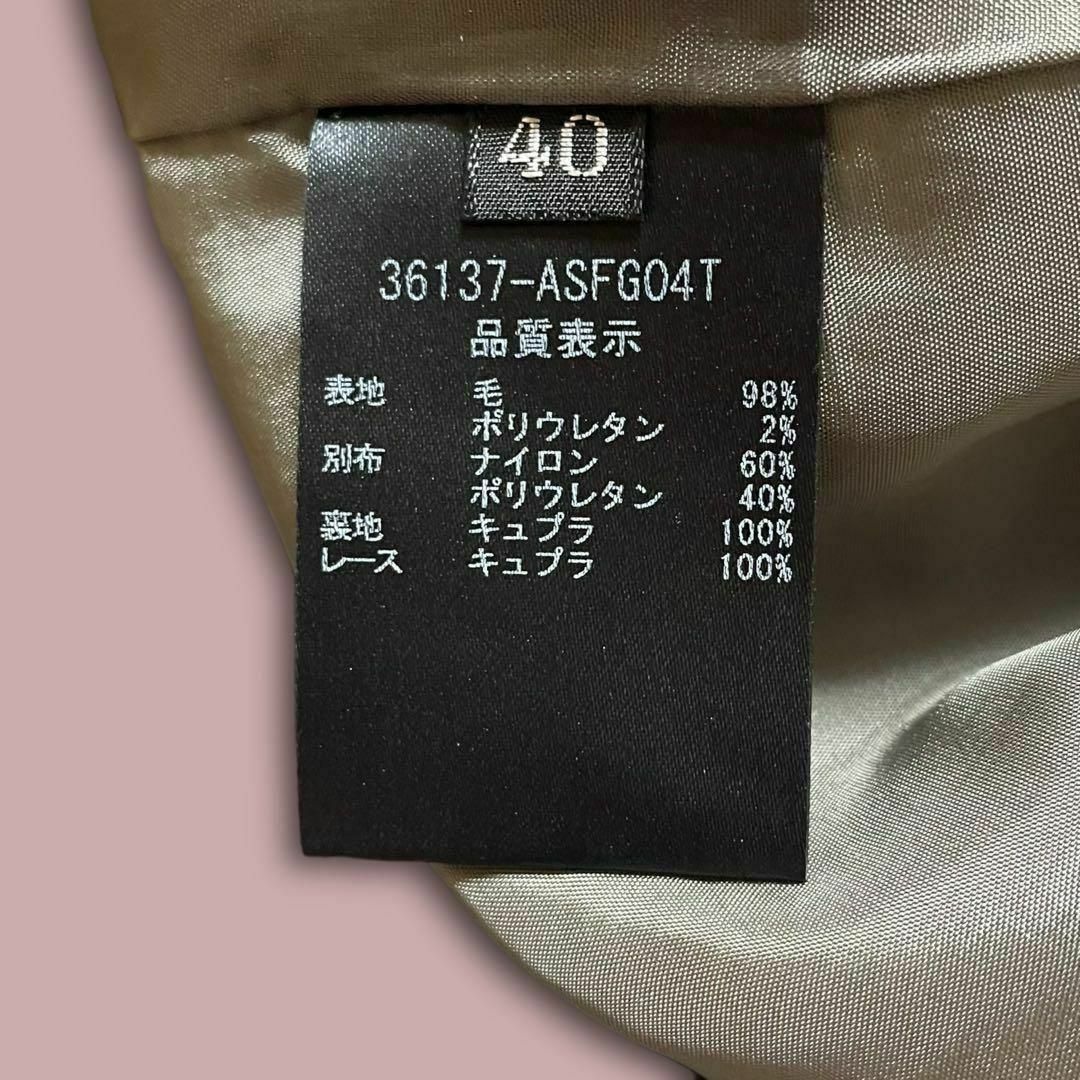 40
36137-ASFG04T
品質表示
表地 毛 98%
ポリウレタン 2%
別布 ナイロン 60%
ポリウレタン 40%
裏地 キュプラ 100%
レース キュプラ 100%